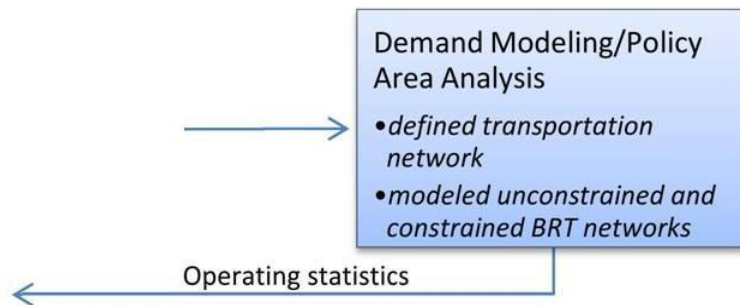 Demand Modeling/Policy
Area Analysis
•defined transportation
network
•modeled unconstrained and
constrained BRT networks
Operating statistics